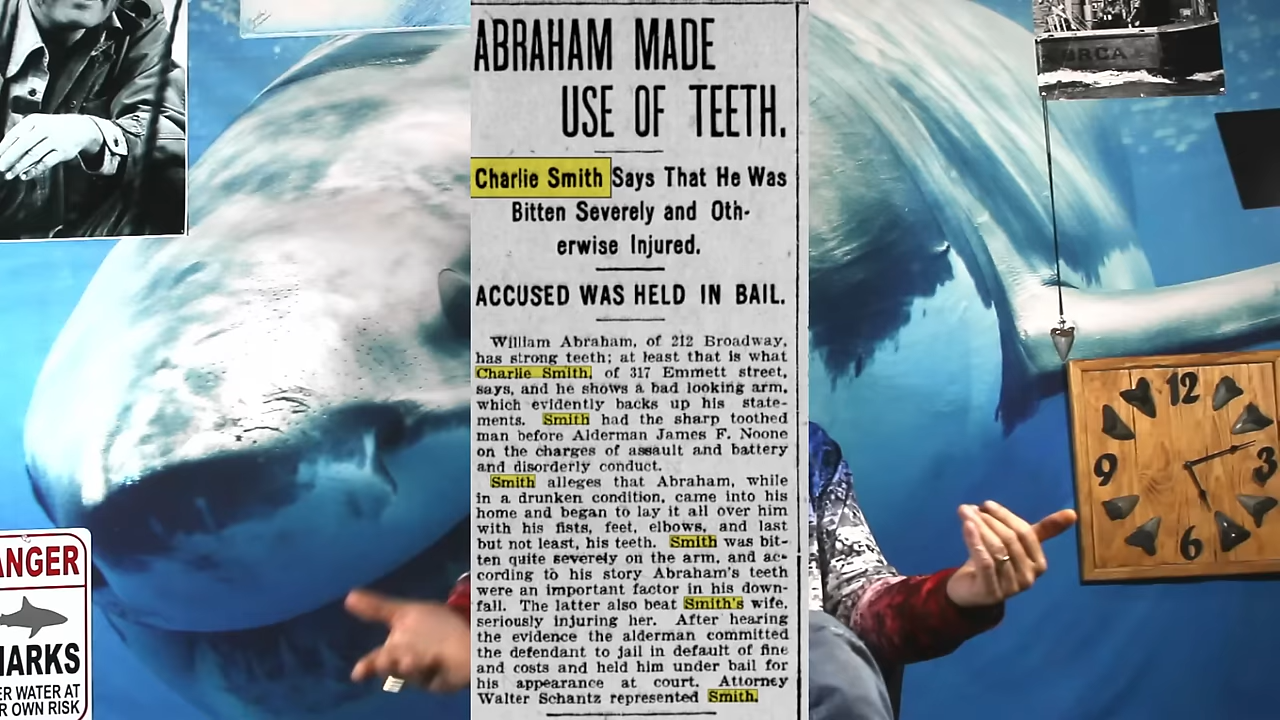 ABRAHAM MADE
USE OF TEETH.
Charlie Smith Says That He Was
Bitten Severely and Oth-
erwise Injured.
ACCUSED WAS HELD IN BAIL.
William Abraham, of 212 Broadway,
has strong teeth; at least that is what
Charlie Smith, of 317 Emmett street,
says, and he shows a bad looking arm,
which evidently backs up his state-
ments. Smith had the sharp toothed
man before Alderman James F. Noone
on the charges of assault and battery
and disorderly conduct.
Smith alleges that Abraham, while
in a drunken condition, came into his
home and began to lay it all over him
with his fists, feet, elbows, and last
but not least, his teeth. Smith was bit-
ten quite severely on the arm, and ac-
cording to his story Abraham's teeth
were an important factor in his down-
fall. The latter also beat Smith's wife,
seriously injuring her. After hearing
the evidence the alderman committed
the defendant to jail in default of fine
and costs and held him under bail for
his appearance at court. Attorney
Walter Schantz represented Smith.
ANGER
HARKS
ER WATER AT
R OWN RISK
ORCA
12
9
3
6